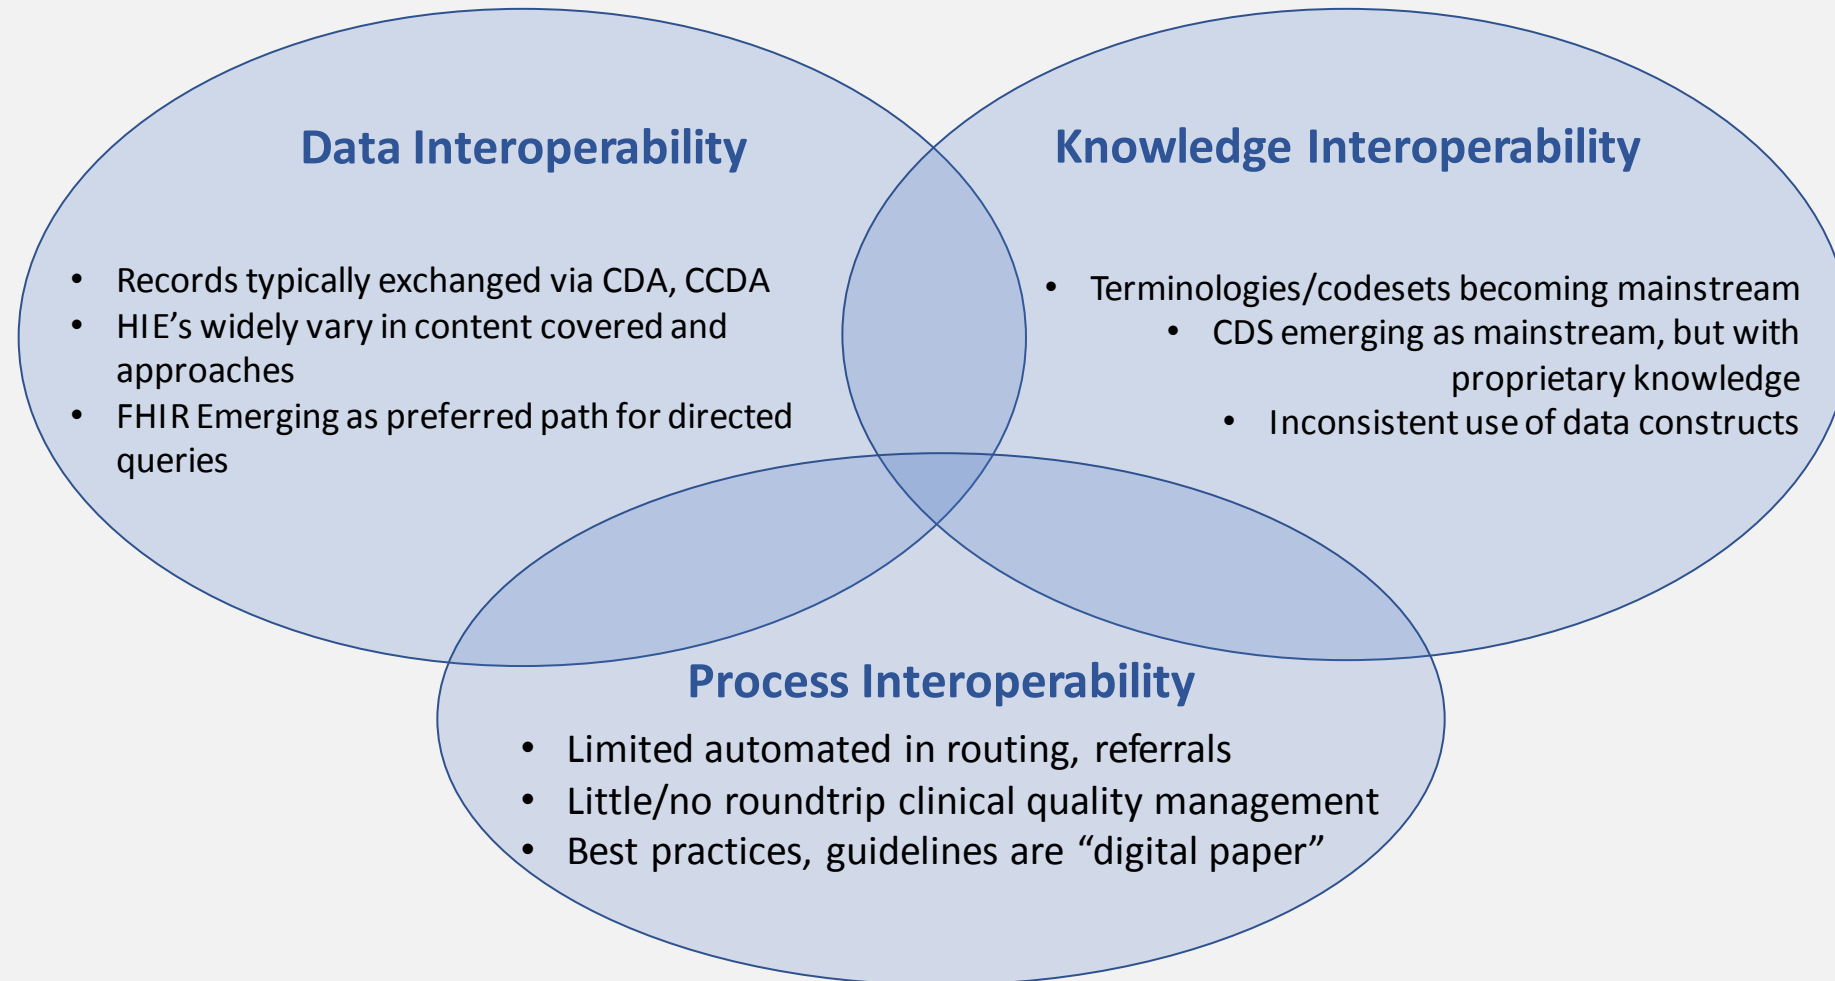 Data Interoperability
• Records typically exchanged via CDA, CCDA
• HIE's widely vary in content covered and
approaches
• FHIR Emerging as preferred path for directed
queries
Knowledge Interoperability
• Terminologies/codesets becoming mainstream
• CDS emerging as mainstream, but with
proprietary knowledge
• Inconsistent use of data constructs
Process Interoperability
• Limited automated in routing, referrals
• Little/no roundtrip clinical quality management
• Best practices, guidelines are “digital paper”